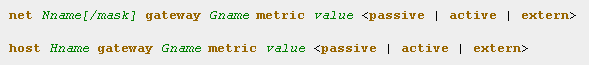 net Nname[/mask] gateway Gname metric value <passive | active | extern>
host Hname gateway Gname metric value <passive | active | extern>